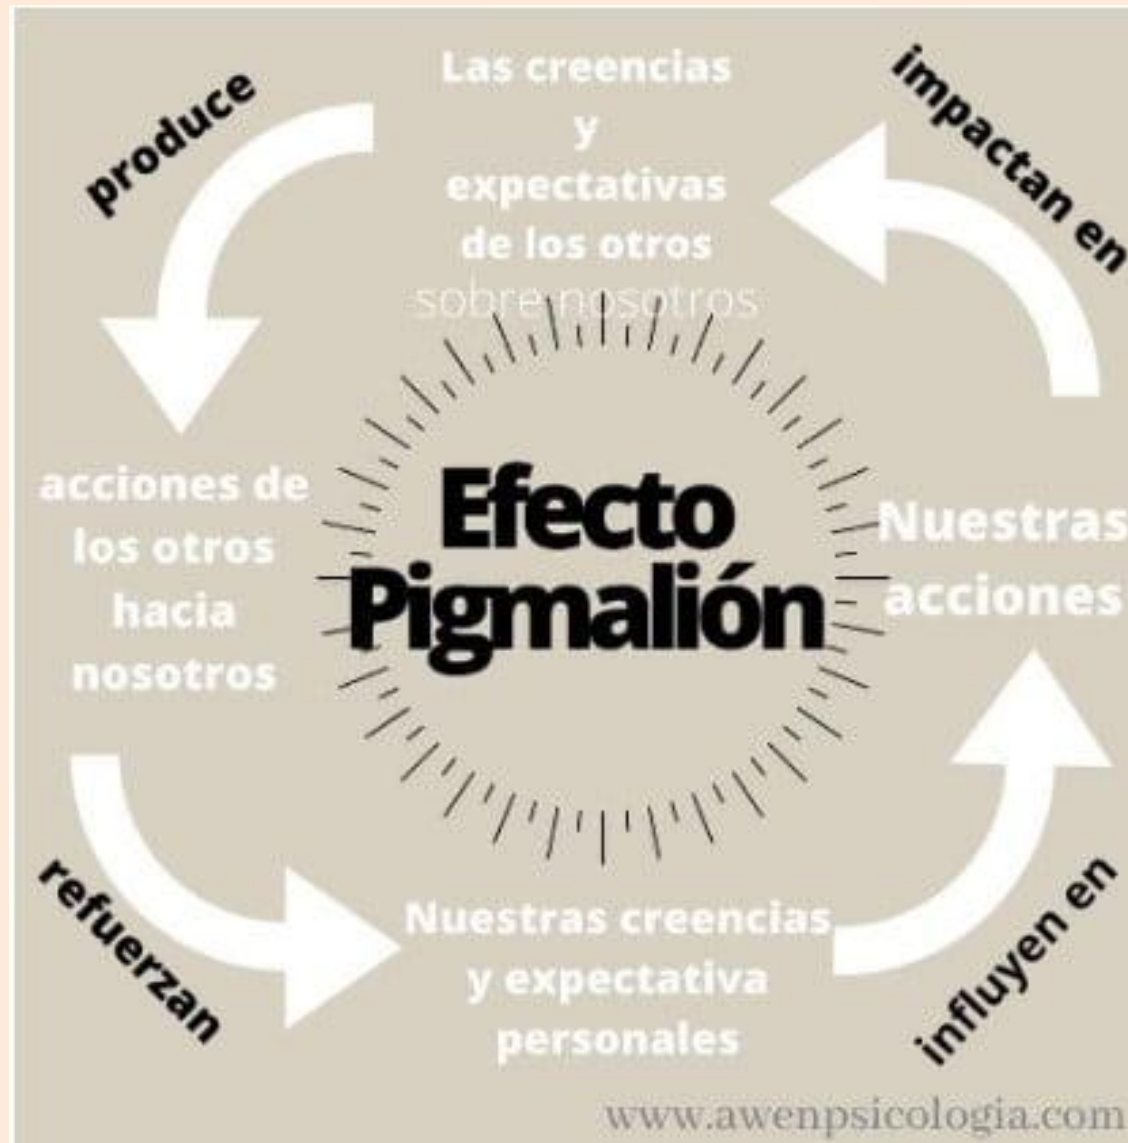 Las creencias
y
expectativas
de los otros
sobre nosotros
produce
acciones de
los otros
hacia
nosotros
refuerzan
Nuestras creencias
y expectativa
personales
influyen en
Nuestras
acciones
impactan en
Efecto
Pigmalión
www.awenpsicologia.com